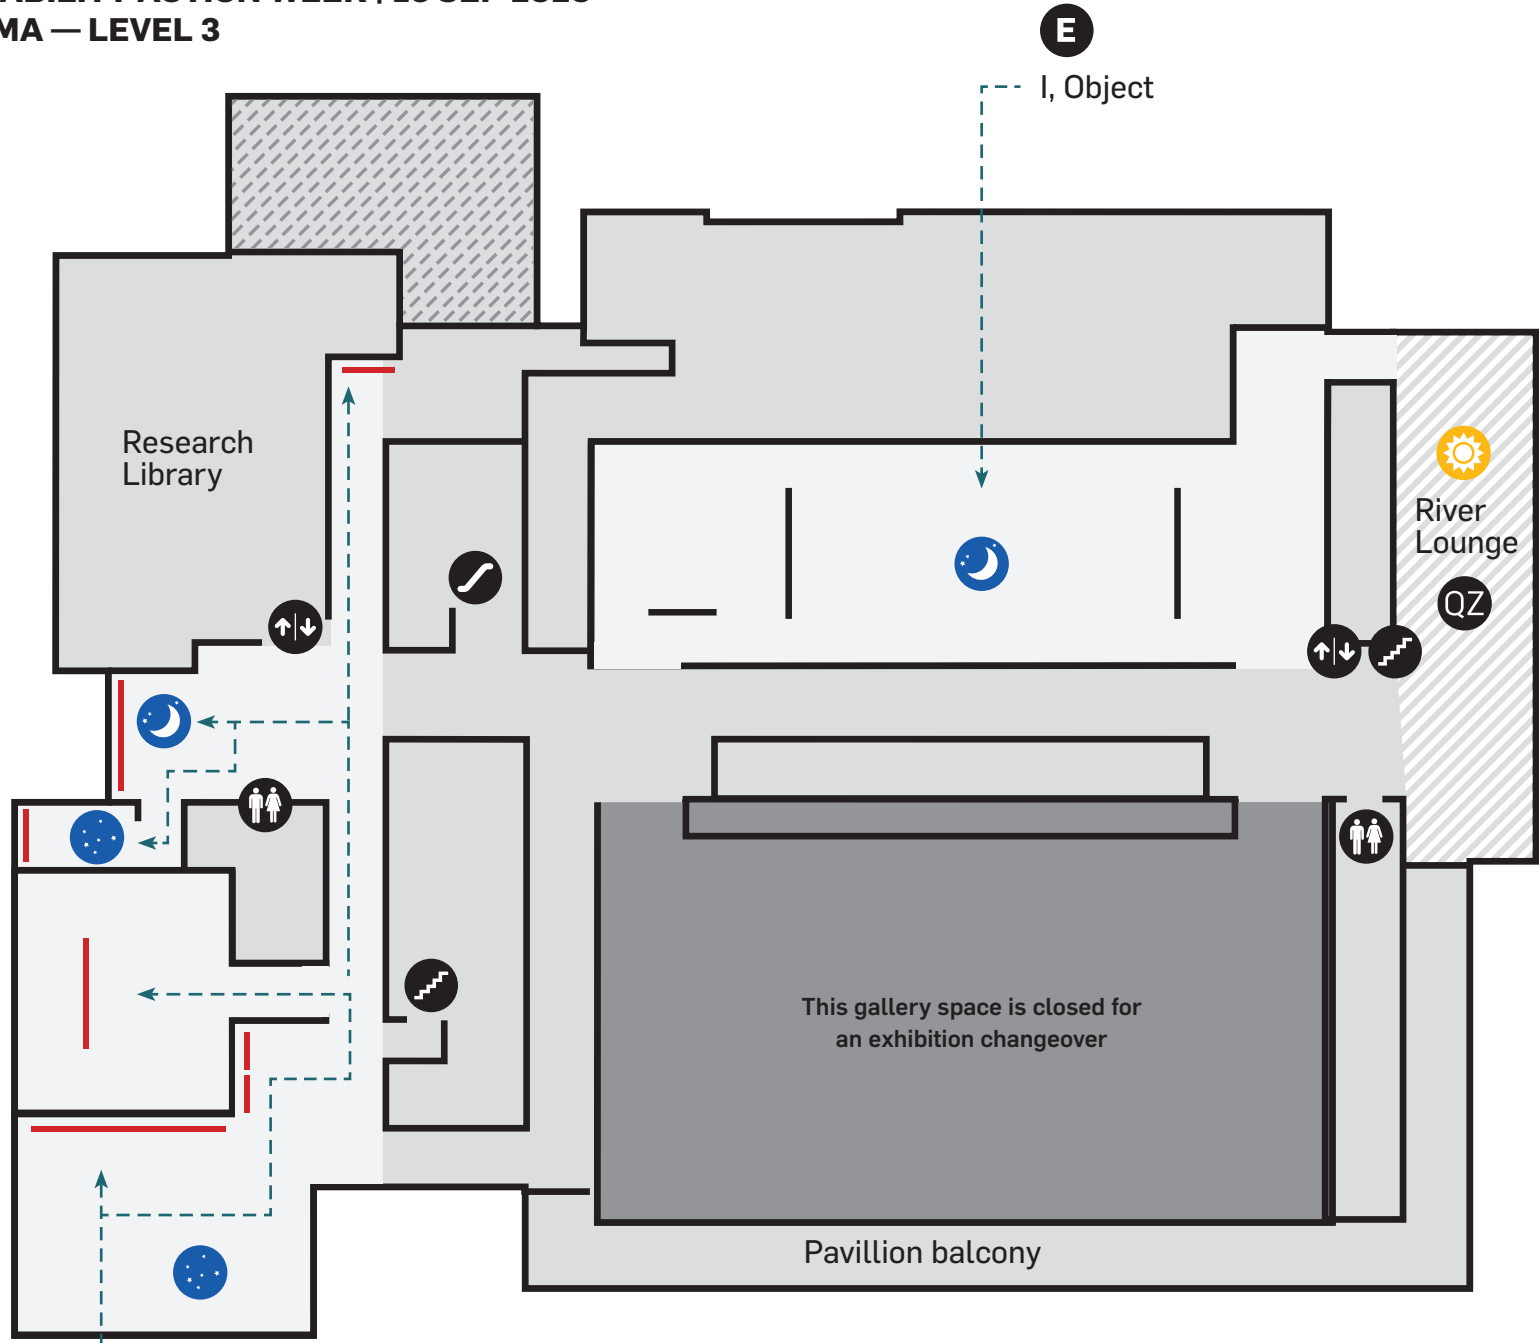 MA — LEVEL 3
E
I, Object
Research
Library
River
Lounge
QZ
This gallery space is closed for
an exhibition changeover
Pavillion balcony